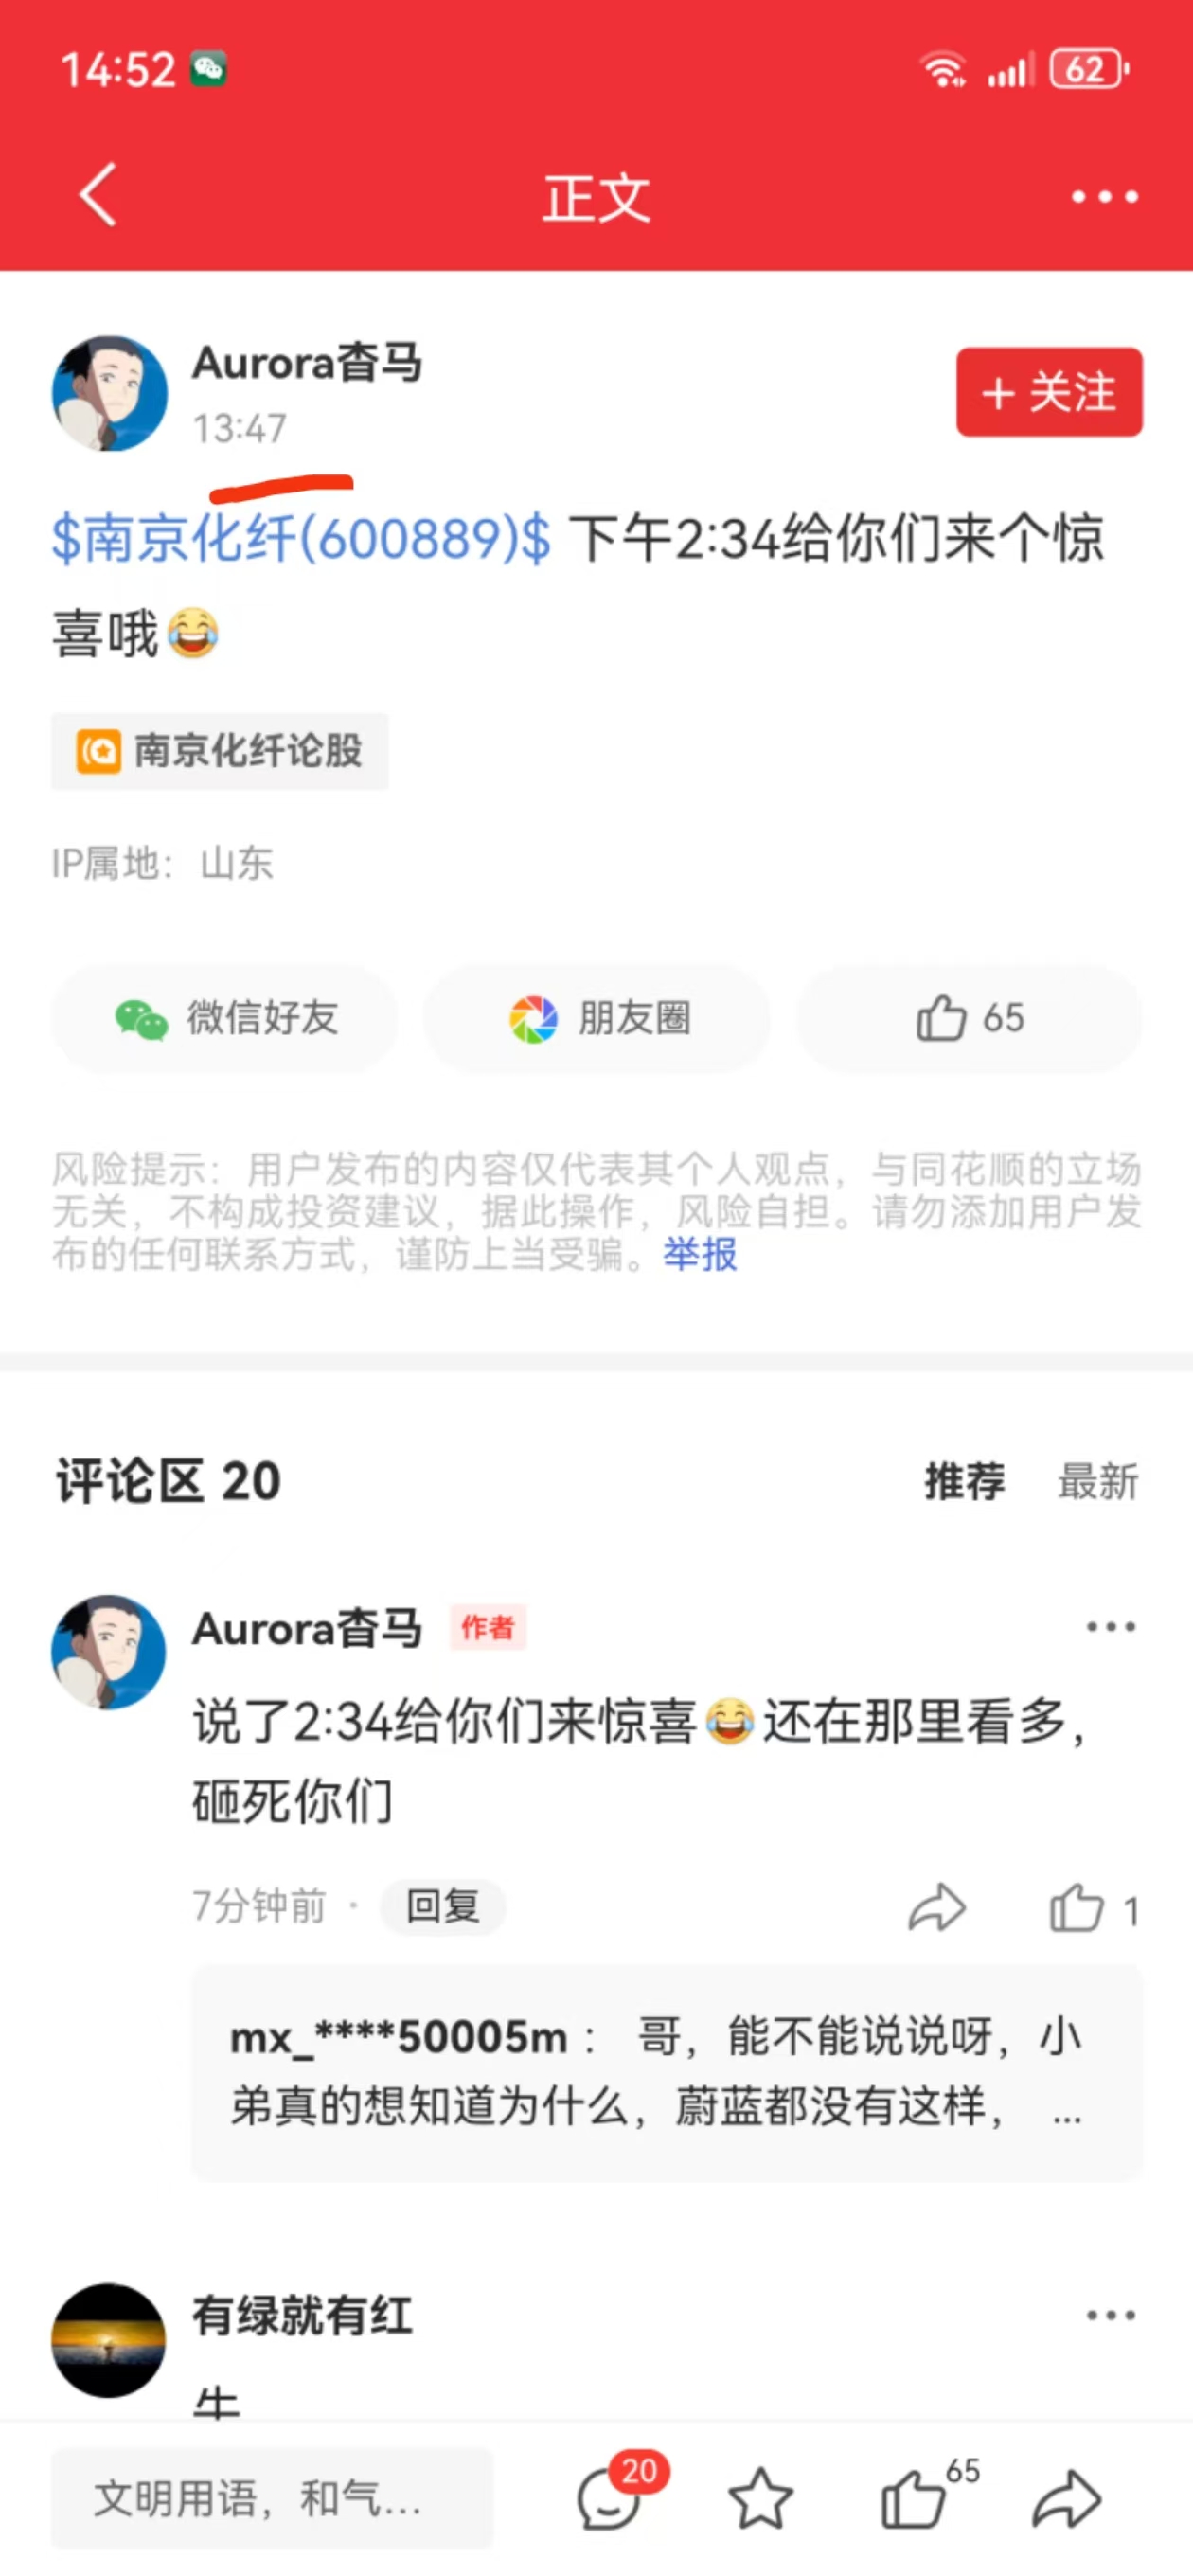 14:52
62
正文
Aurora杳马
13:47
+ 关注
$南京化纤(600889)$ 下午2:34给你们来个惊
喜哦😂
南京化纤论股
IP属地：山东
微信好友
朋友圈
65
风险提示：用户发布的内容仅代表其个人观点，与同花顺的立场
无关，不构成投资建议，据此操作，风险自担。请勿添加用户发
布的任何联系方式，谨防上当受骗。举报
评论区 20
推荐 最新
Aurora杳马 作者
说了2:34给你们来惊喜😂还在那里看多，
砸死你们
7分钟前 · 回复
1
mx_****50005m： 哥，能不能说说呀，小
弟真的想知道为什么，蔚蓝都没有这样， ...
有绿就有红
牛
文明用语，和气...
20
65